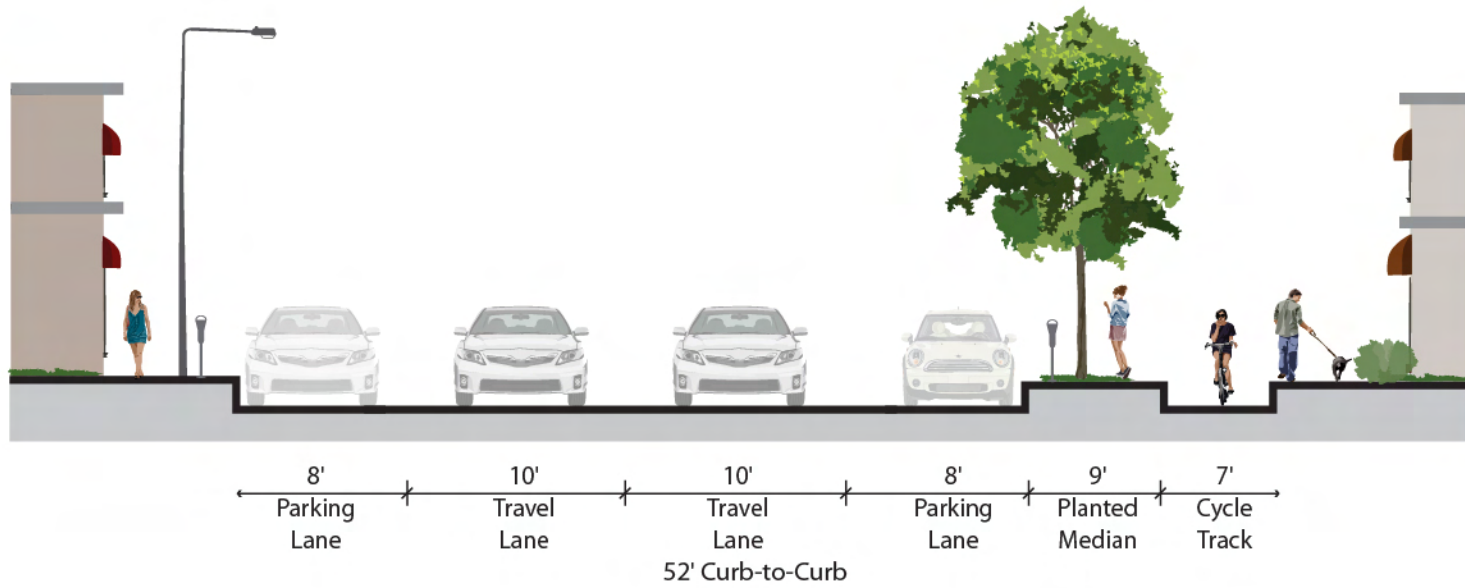 8' 10' 10' 8' 9' 7'
Parking Travel Travel Parking Planted Cycle
Lane Lane Lane Lane Median Track
52' Curb-to-Curb